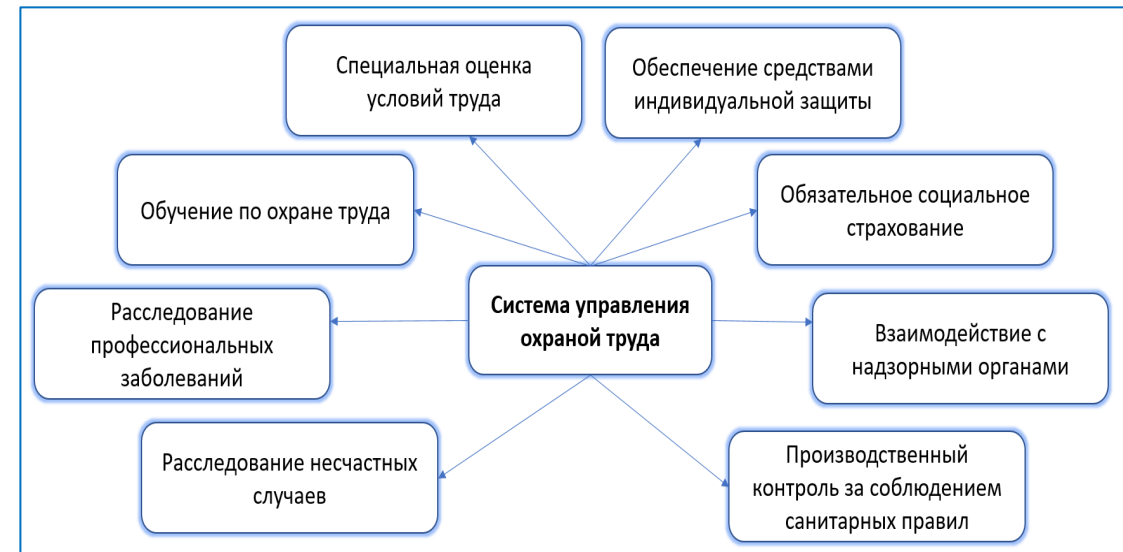 Специальная оценка
условий труда
Обеспечение средствами
индивидуальной защиты
Обучение по охране труда
Обязательное социальное
страхование
Система управления
охраной труда
Расследование
профессиональных
заболеваний
Взаимодействие с
надзорными органами
Расследование несчастных
случаев
Производственный
контроль за соблюдением
санитарных правил